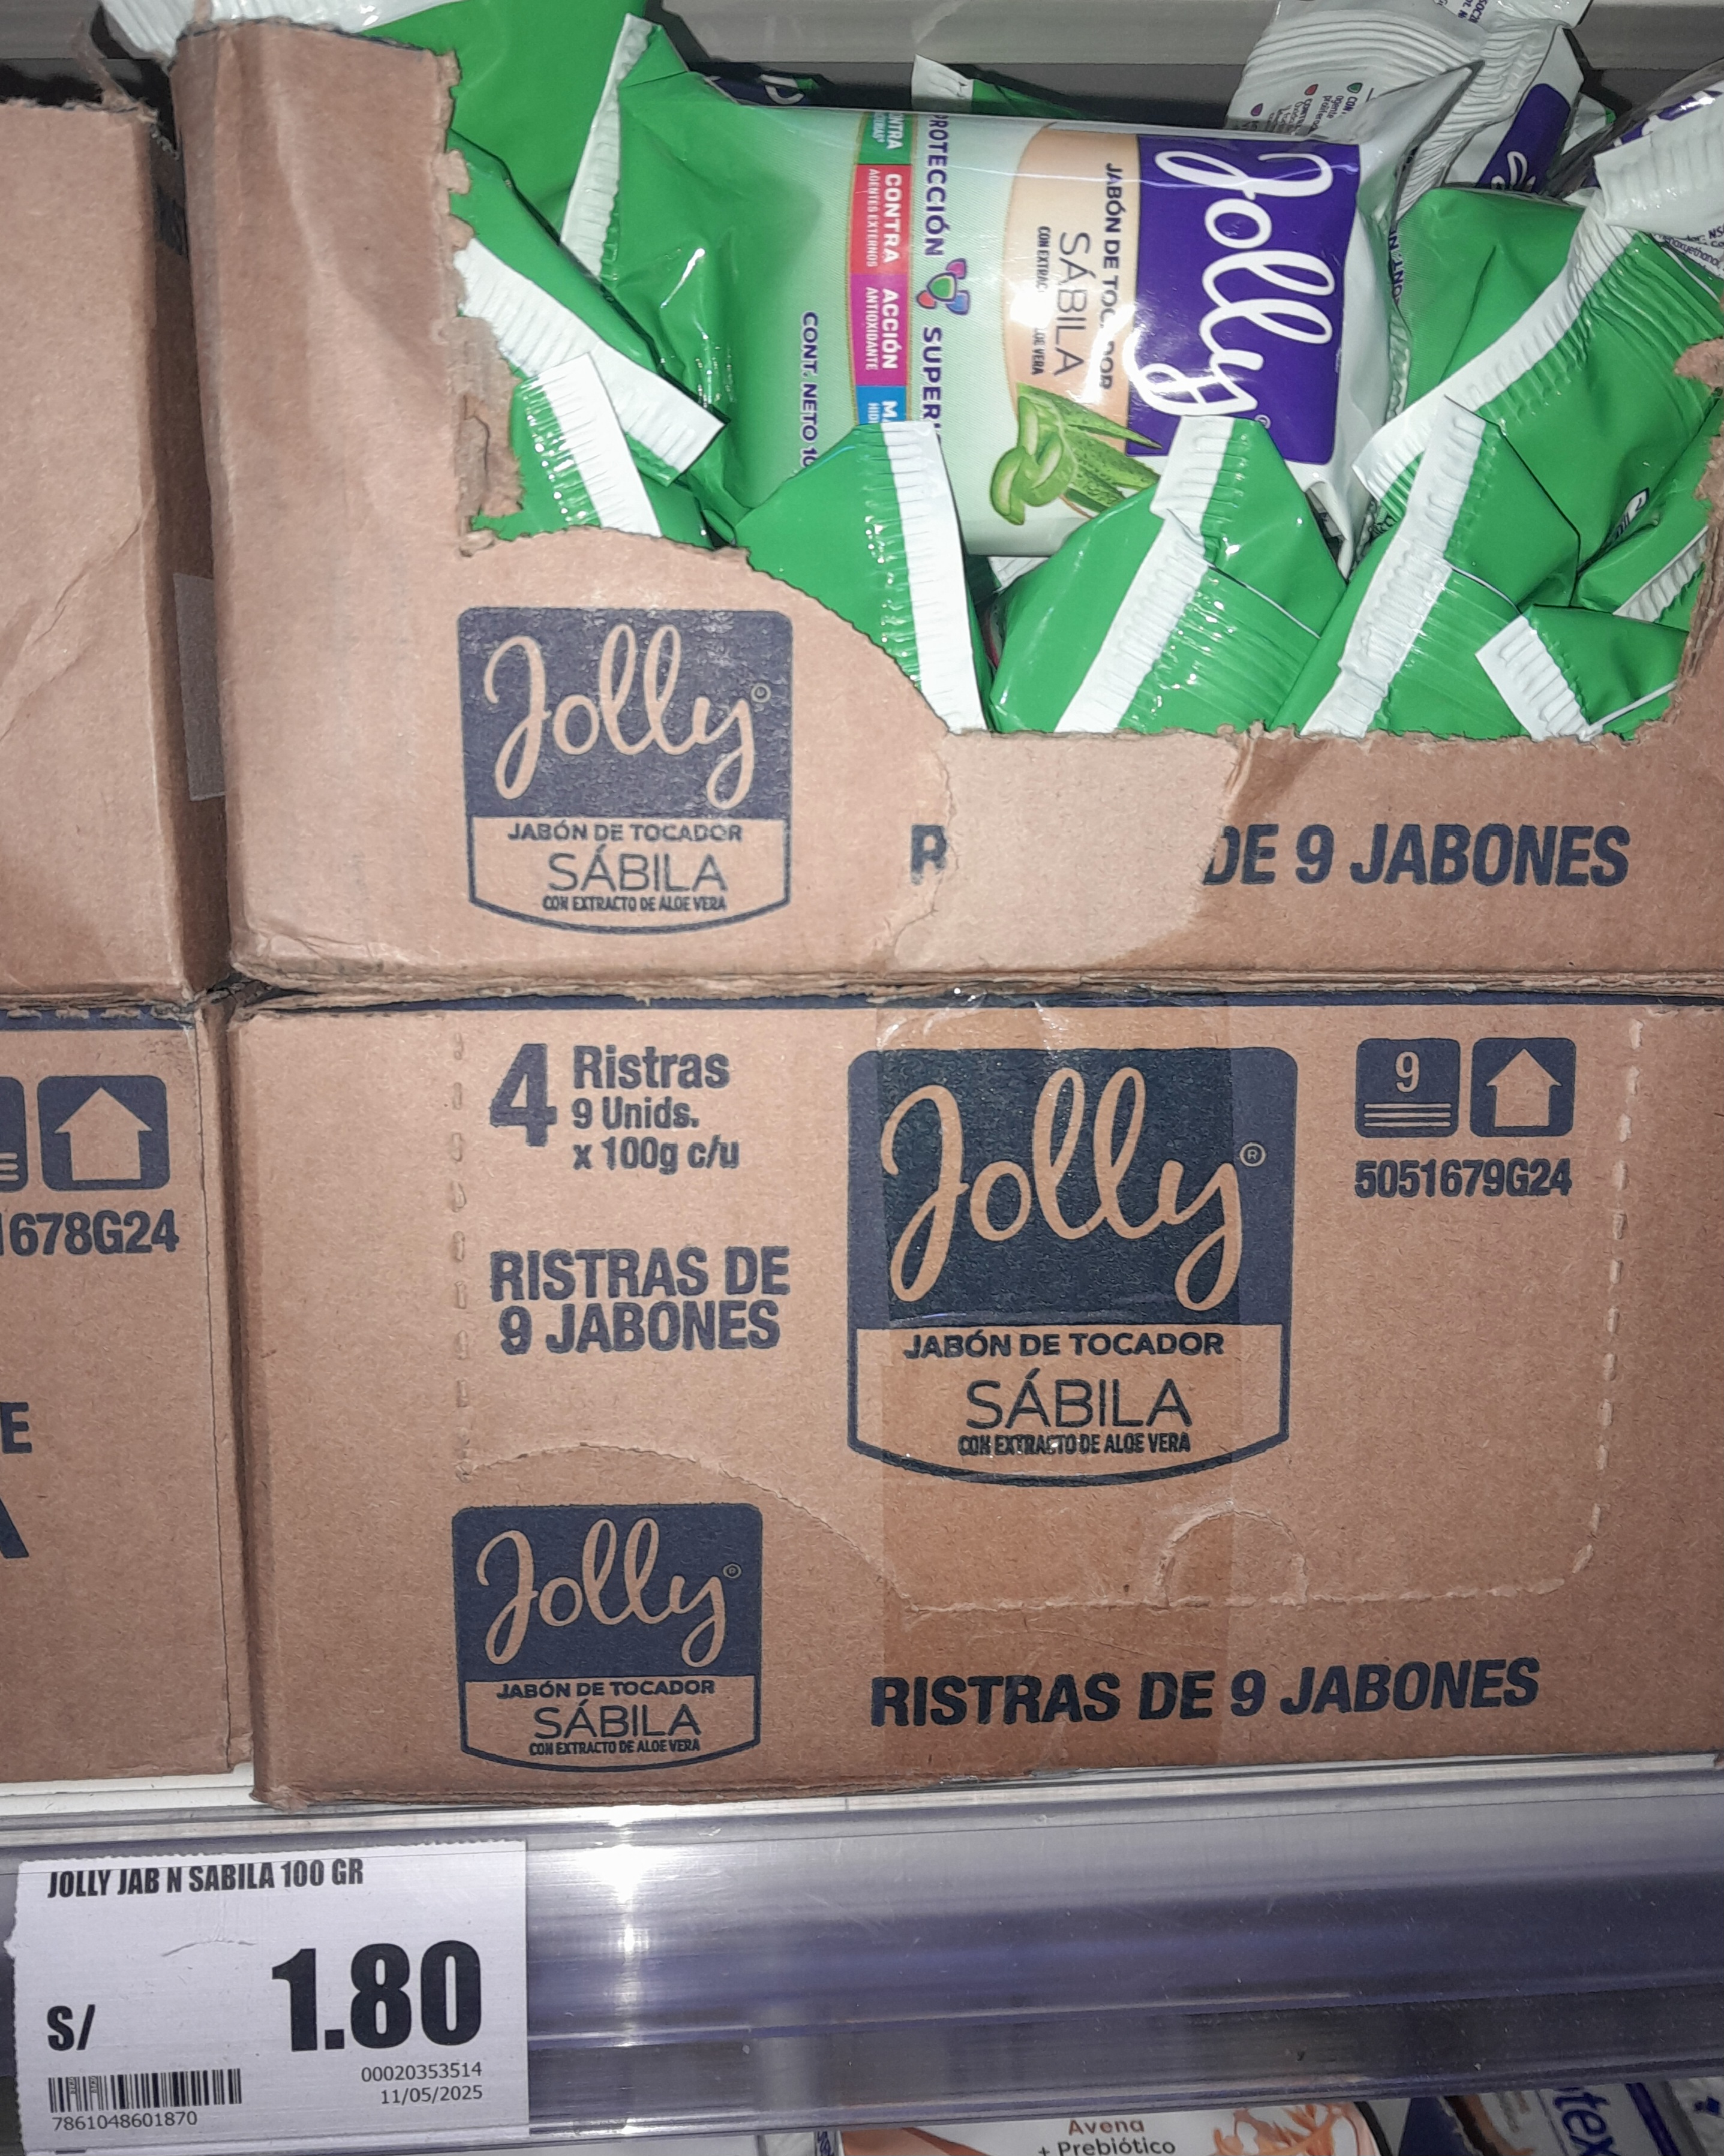 Jolly
JABÓN DE TOCADOR
SÁBILA
PROTECCIÓN
CONTRA
AGENTES EXTERNOS
ACCIÓN
ANTIOXIDANTE
CONT. NETO
Jolly®
JABÓN DE TOCADOR
SÁBILA
CON EXTRACTO DE ALOE VERA
DE 9 JABONES
4 Ristras
9 Unids.
x 100g c/u
RISTRAS DE
9 JABONES
Jolly®
JABÓN DE TOCADOR
SÁBILA
CON EXTRACTO DE ALOE VERA
9
5051679G24
1678G24
Jolly®
JABÓN DE TOCADOR
SÁBILA
CON EXTRACTO DE ALOE VERA
RISTRAS DE 9 JABONES
JOLLY JAB N SABILA 100 GR
S/ 1.80
00020353514
11/05/2025
7861048601870
Avena
+ Prebiótico